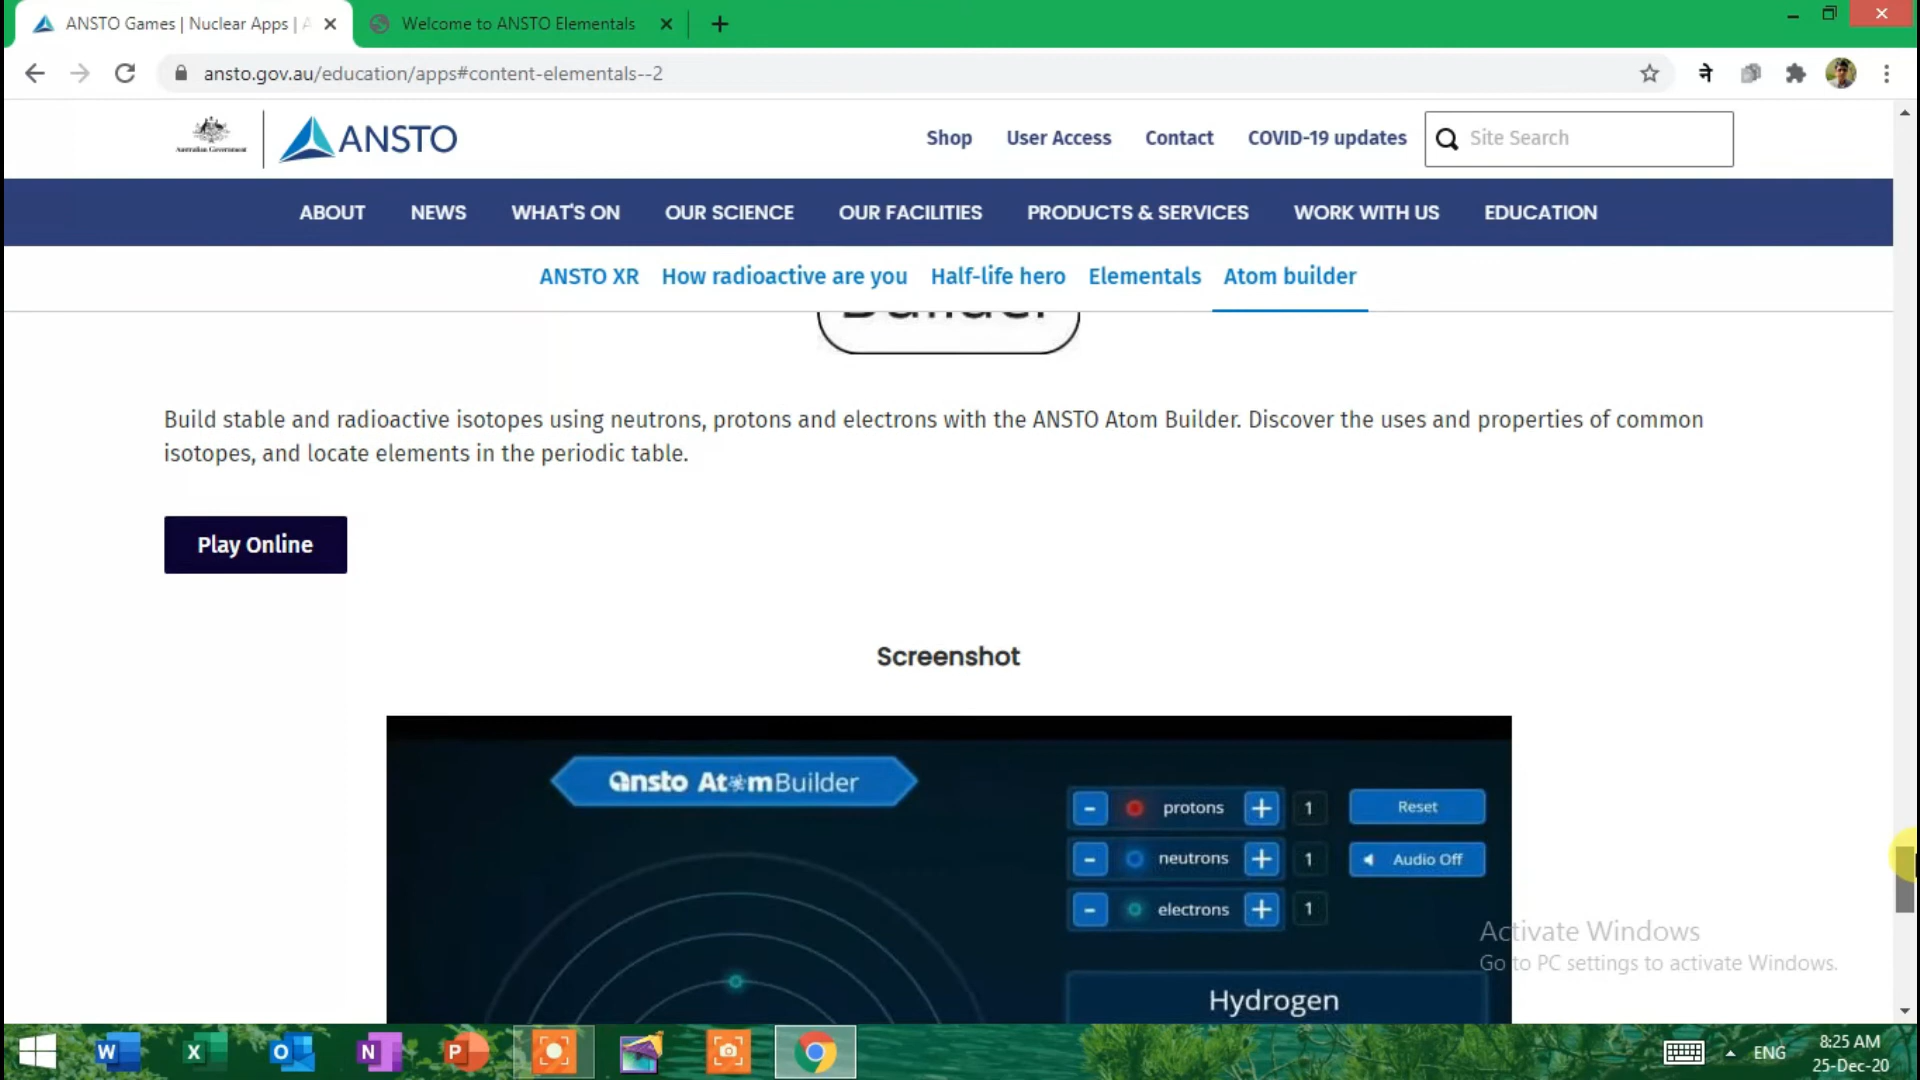 ANSTO Games | Nuclear Apps | A
Welcome to ANSTO Elementals
ansto.gov.au/education/apps#content-elementals--2
ने
Australian Government
ANSTO
Shop
User Access
Contact
COVID-19 updates
Site Search
ABOUT
NEWS
WHAT'S ON
OUR SCIENCE
OUR FACILITIES
PRODUCTS & SERVICES
WORK WITH US
EDUCATION
ANSTO XR
How radioactive are you
Half-life hero
Elementals
Atom builder
Builder
Build stable and radioactive isotopes using neutrons, protons and electrons with the ANSTO Atom Builder. Discover the uses and properties of common
isotopes, and locate elements in the periodic table.
Play Online
Screenshot
ansto AtomBuilder
- protons + 1
Reset
- neutrons + 1
Audio Off
- electrons + 1
Hydrogen
Activate Windows
Go to PC settings to activate Windows.
W
X
O
N
P
ENG
8:25 AM
25-Dec-20